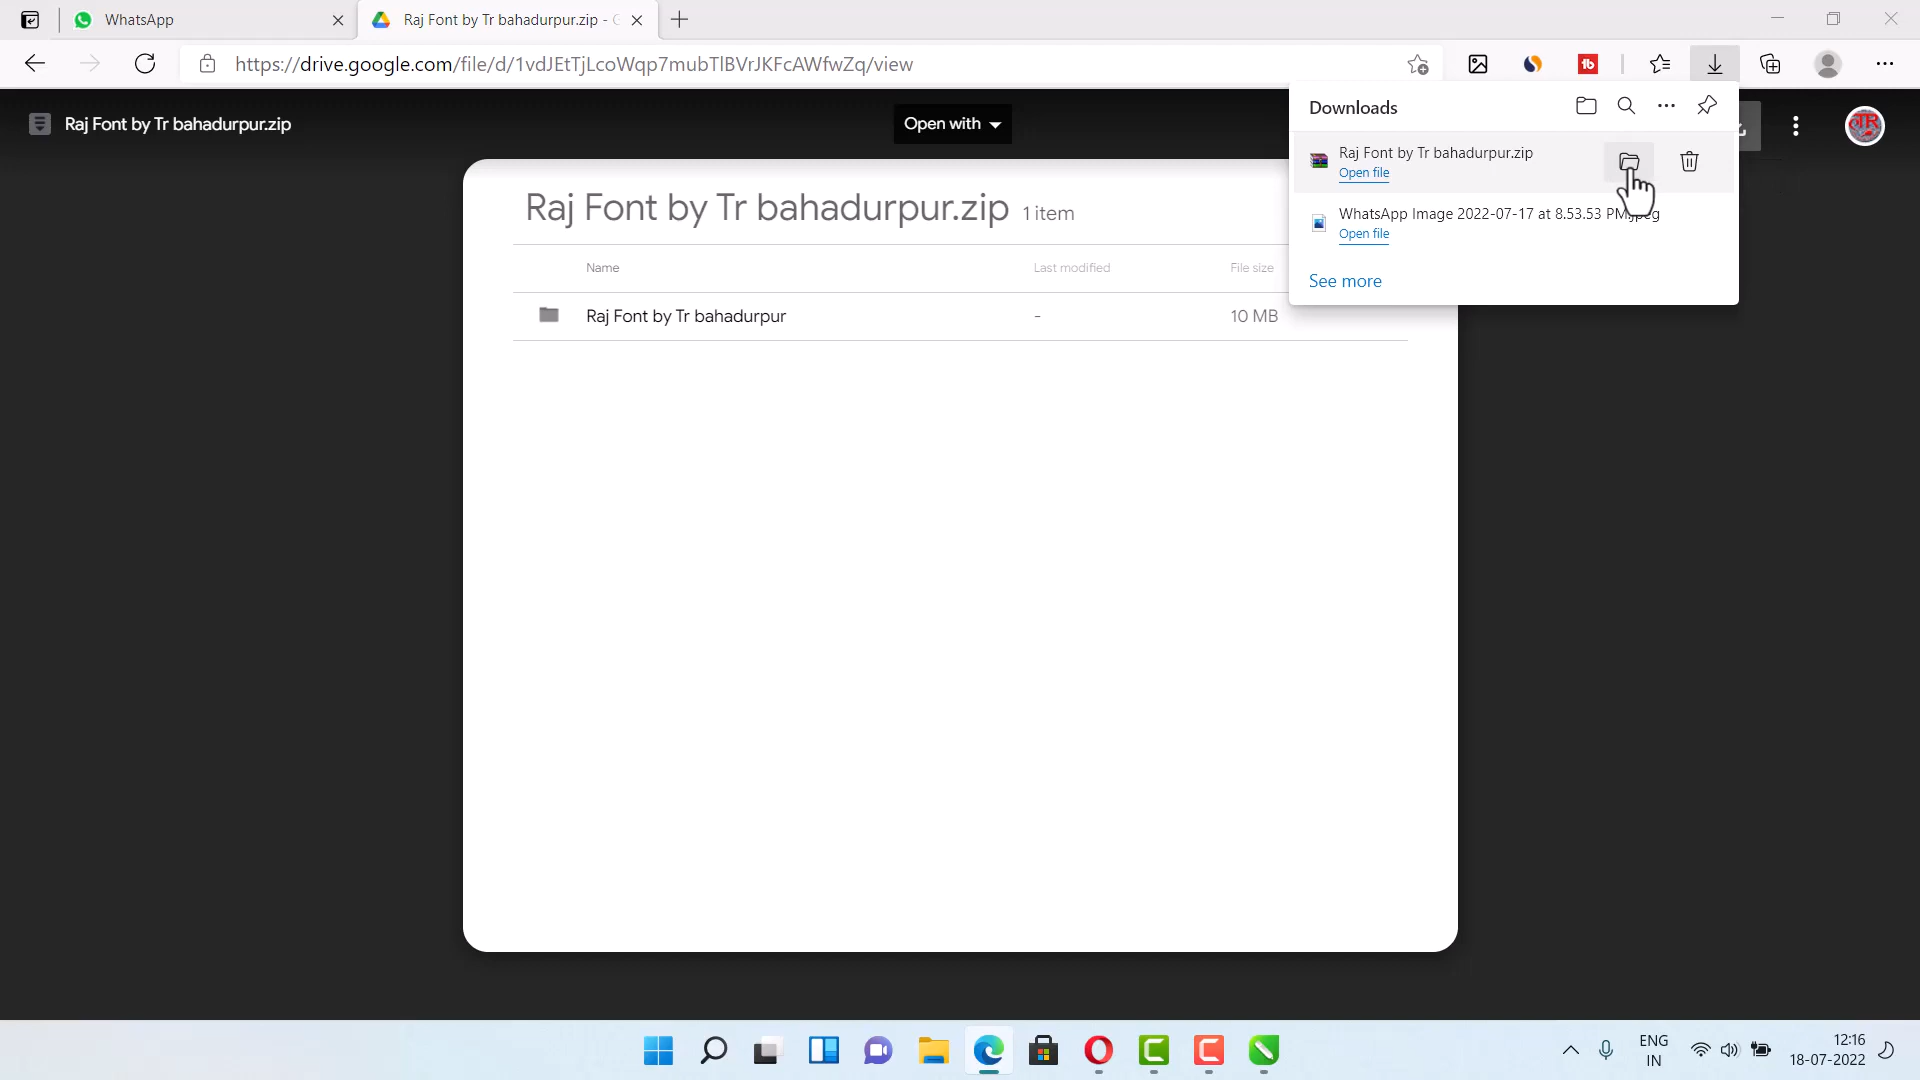 WhatsApp
Raj Font by Tr bahadurpur.zip - G
https://drive.google.com/file/d/1vdJEtTjLcoWqp7mubTlBVrJKFcAWfwZq/view
Raj Font by Tr bahadurpur.zip
Open with
Downloads
Raj Font by Tr bahadurpur.zip
Open file
WhatsApp Image 2022-07-17 at 8.53.53 PM.jpeg
Open file
See more
Raj Font by Tr bahadurpur.zip 1 item
Name Last modified File size
Raj Font by Tr bahadurpur - 10 MB
ENG
IN
12:16
18-07-2022